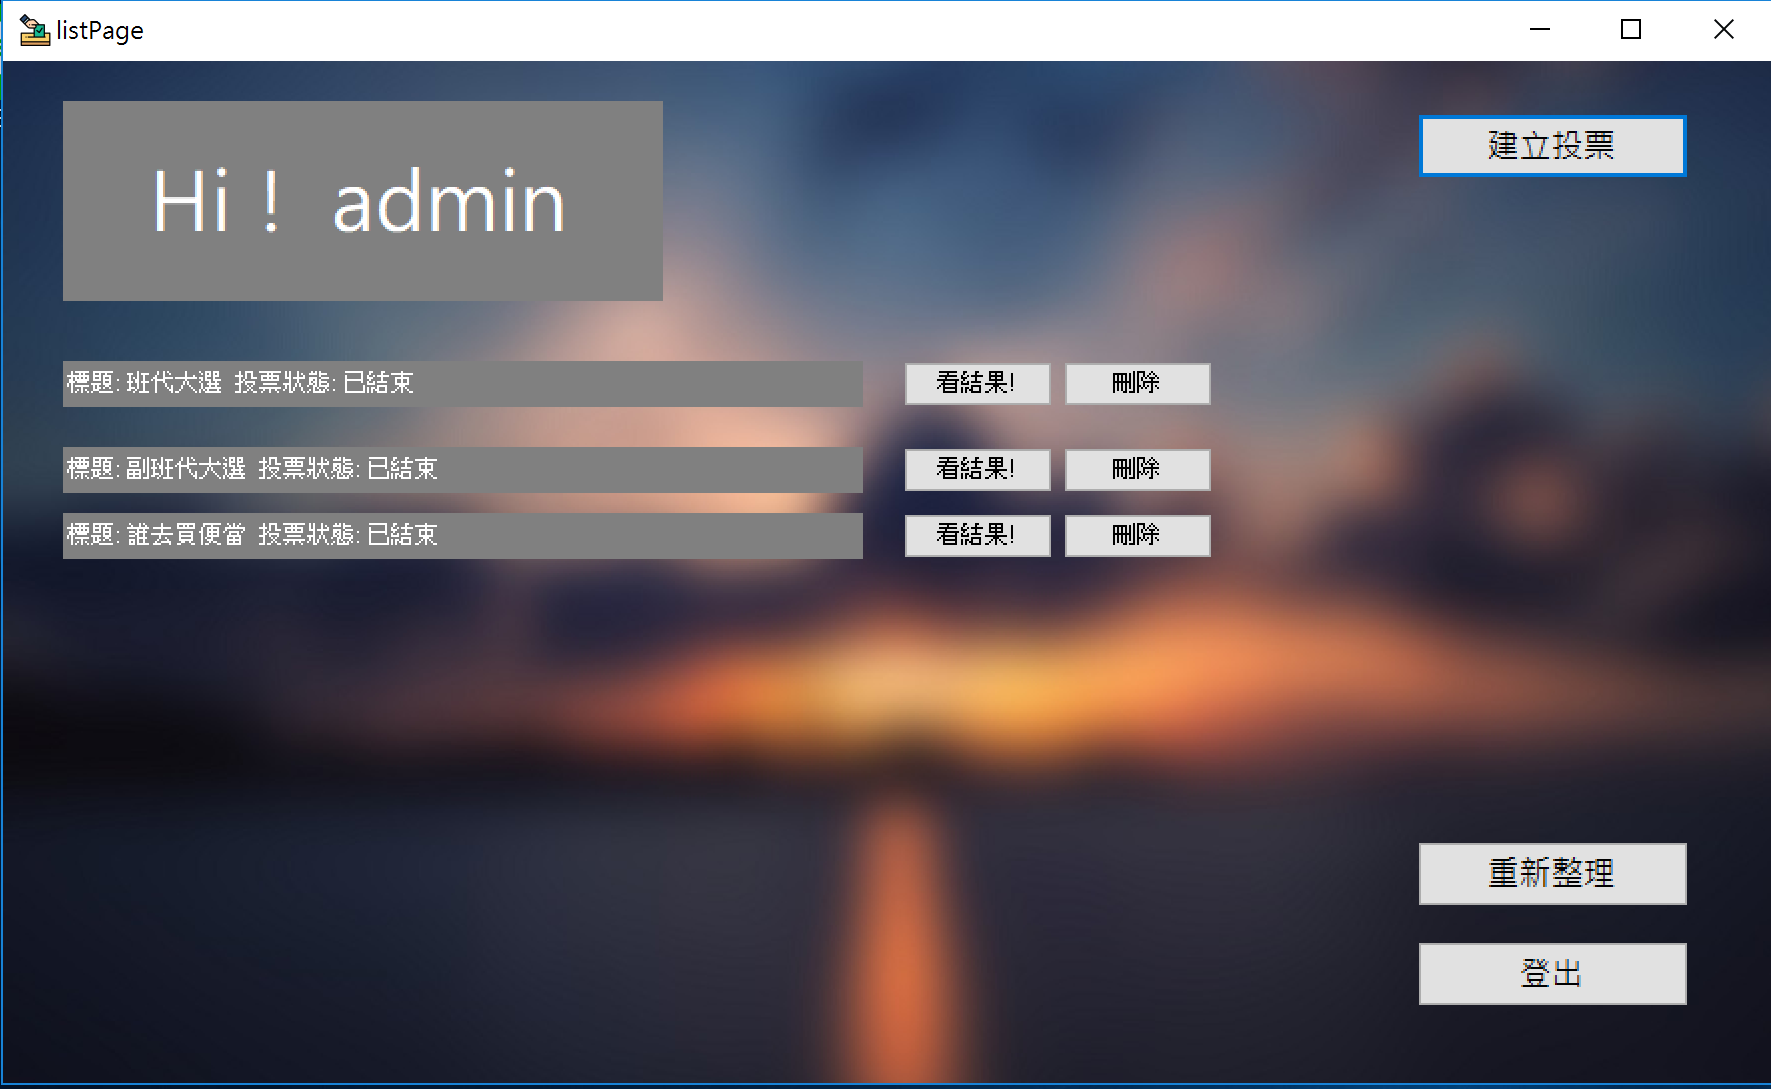 listPage
Hi！ admin
建立投票
標題: 班代大選 投票狀態: 已結束
看結果!
刪除
標題: 副班代大選 投票狀態: 已結束
看結果!
刪除
標題: 誰去買便當 投票狀態: 已結束
看結果!
刪除
重新整理
登出